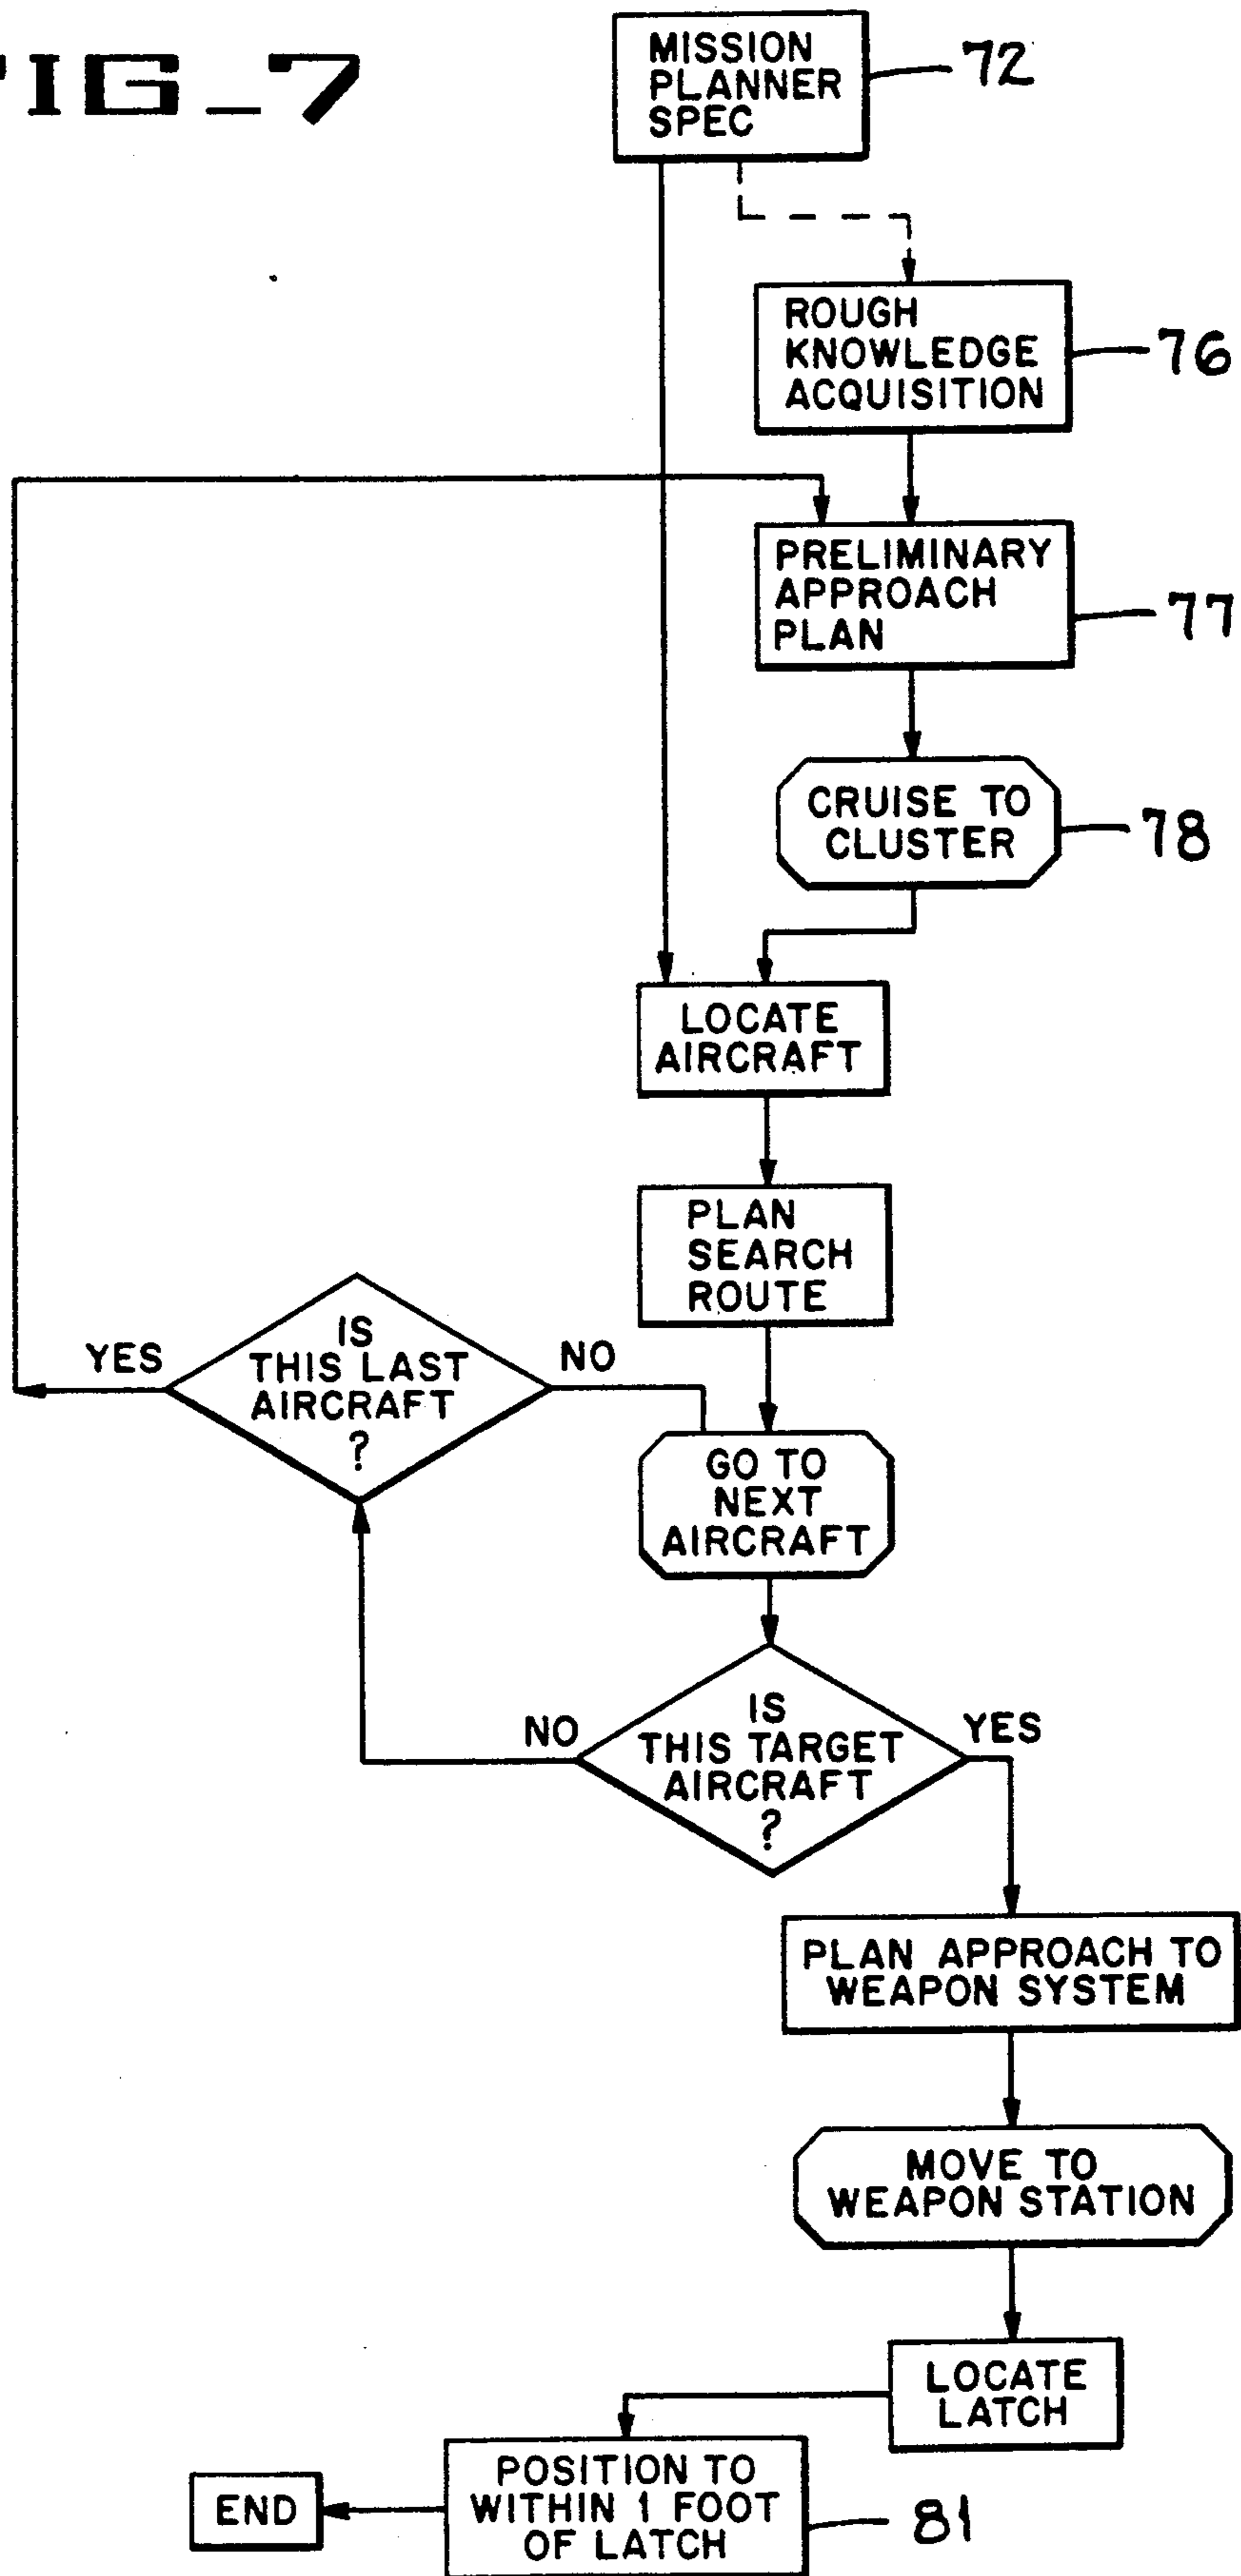 FIG_7
MISSION
PLANNER
SPEC
72
ROUGH
KNOWLEDGE
ACQUISITION
76
PRELIMINARY
APPROACH
PLAN
77
CRUISE TO
CLUSTER
78
LOCATE
AIRCRAFT
PLAN
SEARCH
ROUTE
YES
IS
THIS LAST
AIRCRAFT
?
NO
GO TO
NEXT
AIRCRAFT
NO
IS
THIS TARGET
AIRCRAFT
?
YES
PLAN APPROACH TO
WEAPON SYSTEM
MOVE TO
WEAPON STATION
LOCATE
LATCH
POSITION TO
WITHIN 1 FOOT
OF LATCH
81
END